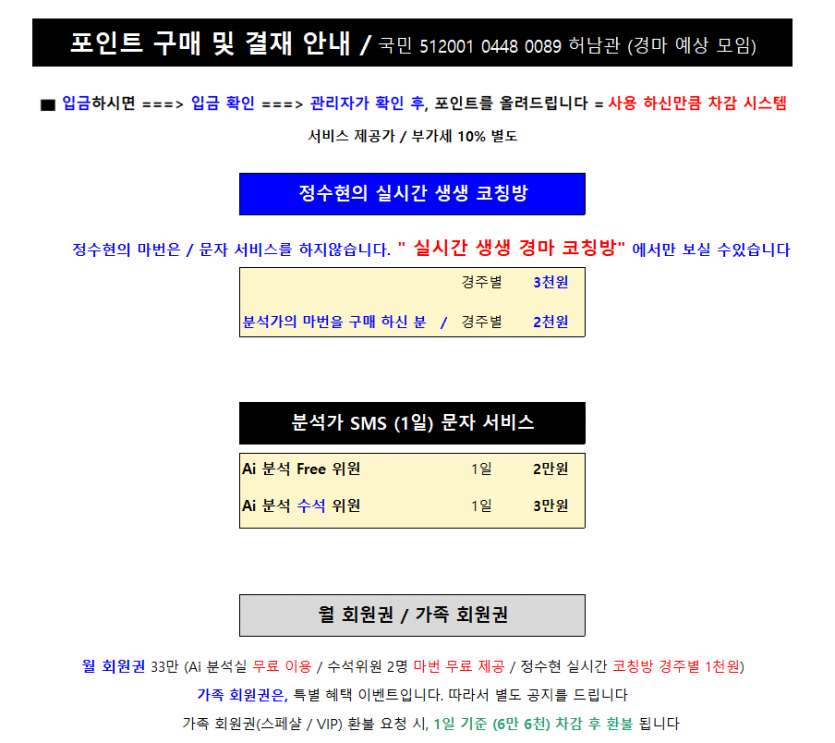 포인트 구매 및 결재 안내 / 국민 512001 0448 0089 허남관 (경마 예상 모임)
■ 입금하시면 ===> 입금 확인 ===> 관리자가 확인 후, 포인트를 올려드립니다 = 사용 하신만큼 차감 시스템
서비스 제공가 / 부가세 10% 별도
정수현의 실시간 생생 코칭방
정수현의 마번은 / 문자 서비스를 하지않습니다. " 실시간 생생 경마 코칭방" 에서만 보실 수있습니다
경주별 3천원
분석가의 마번을 구매 하신 분 / 경주별 2천원
분석가 SMS (1일) 문자 서비스
Ai 분석 Free 위원 1일 2만원
Ai 분석 수석 위원 1일 3만원
월 회원권 / 가족 회원권
월 회원권 33만 (Ai 분석실 무료 이용 / 수석위원 2명 마번 무료 제공 / 정수현 실시간 코칭방 경주별 1천원)
가족 회원권은, 특별 혜택 이벤트입니다. 따라서 별도 공지를 드립니다
가족 회원권(스페샬 / VIP) 환불 요청 시, 1일 기준 (6만 6천) 차감 후 환불 됩니다